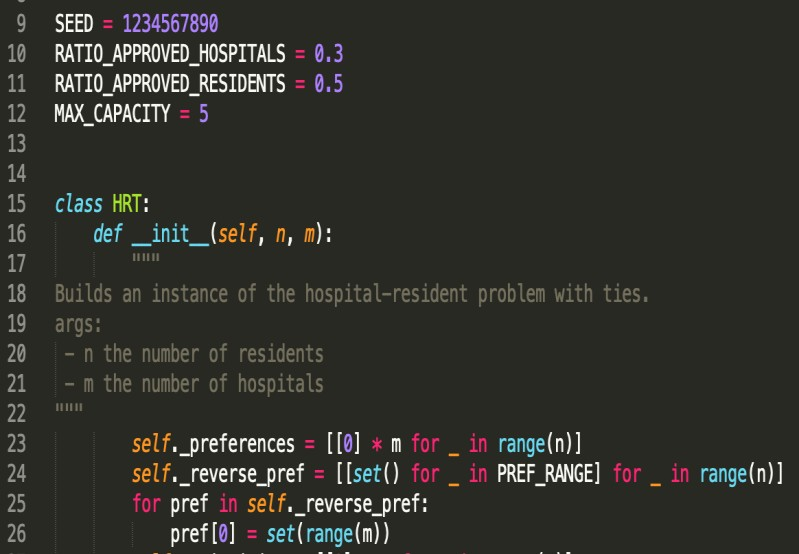 9 SEED = 1234567890
10 RATIO_APPROVED_HOSPITALS = 0.3
11 RATIO_APPROVED_RESIDENTS = 0.5
12 MAX_CAPACITY = 5
13
14
15 class HRT:
16     def __init__(self, n, m):
17         """
18 Builds an instance of the hospital-resident problem with ties.
19 args:
20  - n the number of residents
21  - m the number of hospitals
22 """
23         self._preferences = [[0] * m for _ in range(n)]
24         self._reverse_pref = [[set() for _ in PREF_RANGE] for _ in range(n)]
25         for pref in self._reverse_pref:
26             pref[0] = set(range(m))